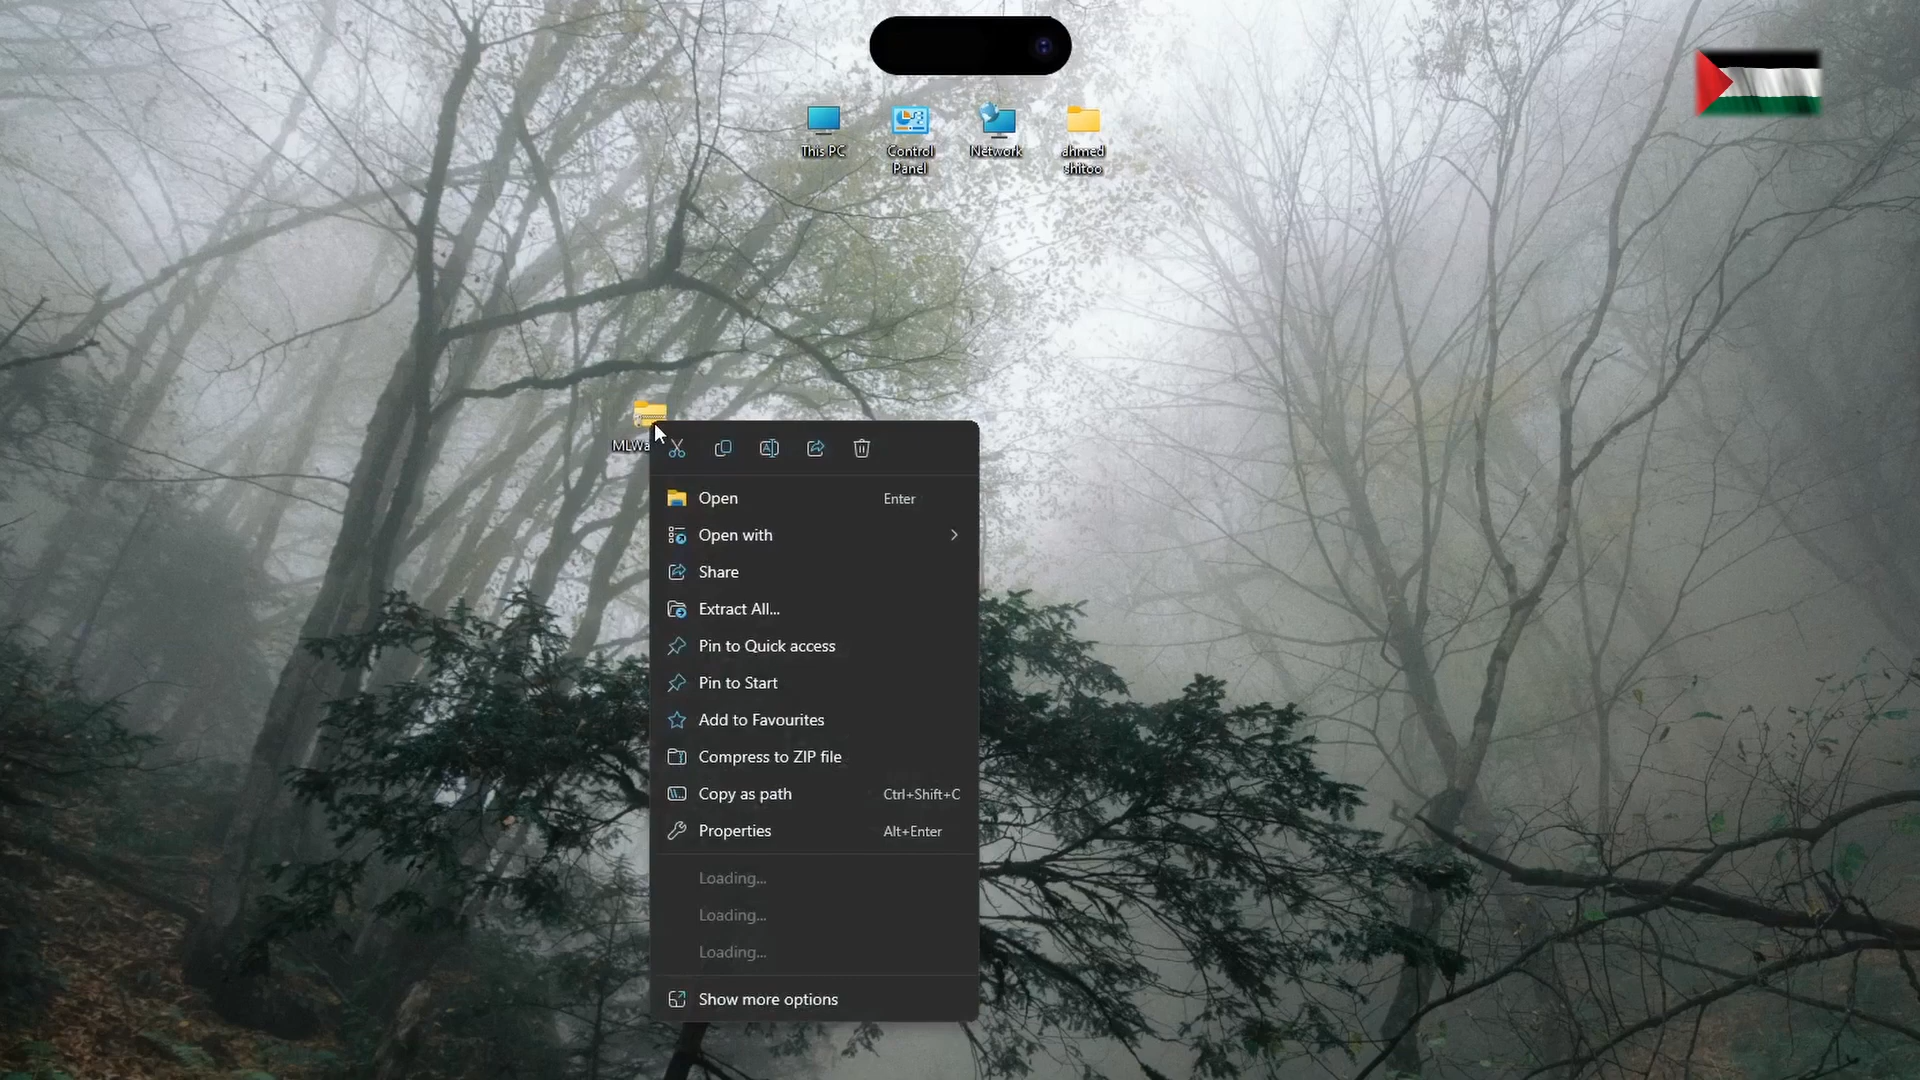 This PC
Control
Panel
Network
ahmed
shitoo
Open Enter
Open with
Share
Extract All...
Pin to Quick access
Pin to Start
Add to Favourites
Compress to ZIP file
Copy as path Ctrl+Shift+C
Properties Alt+Enter
Loading...
Loading...
Loading...
Show more options